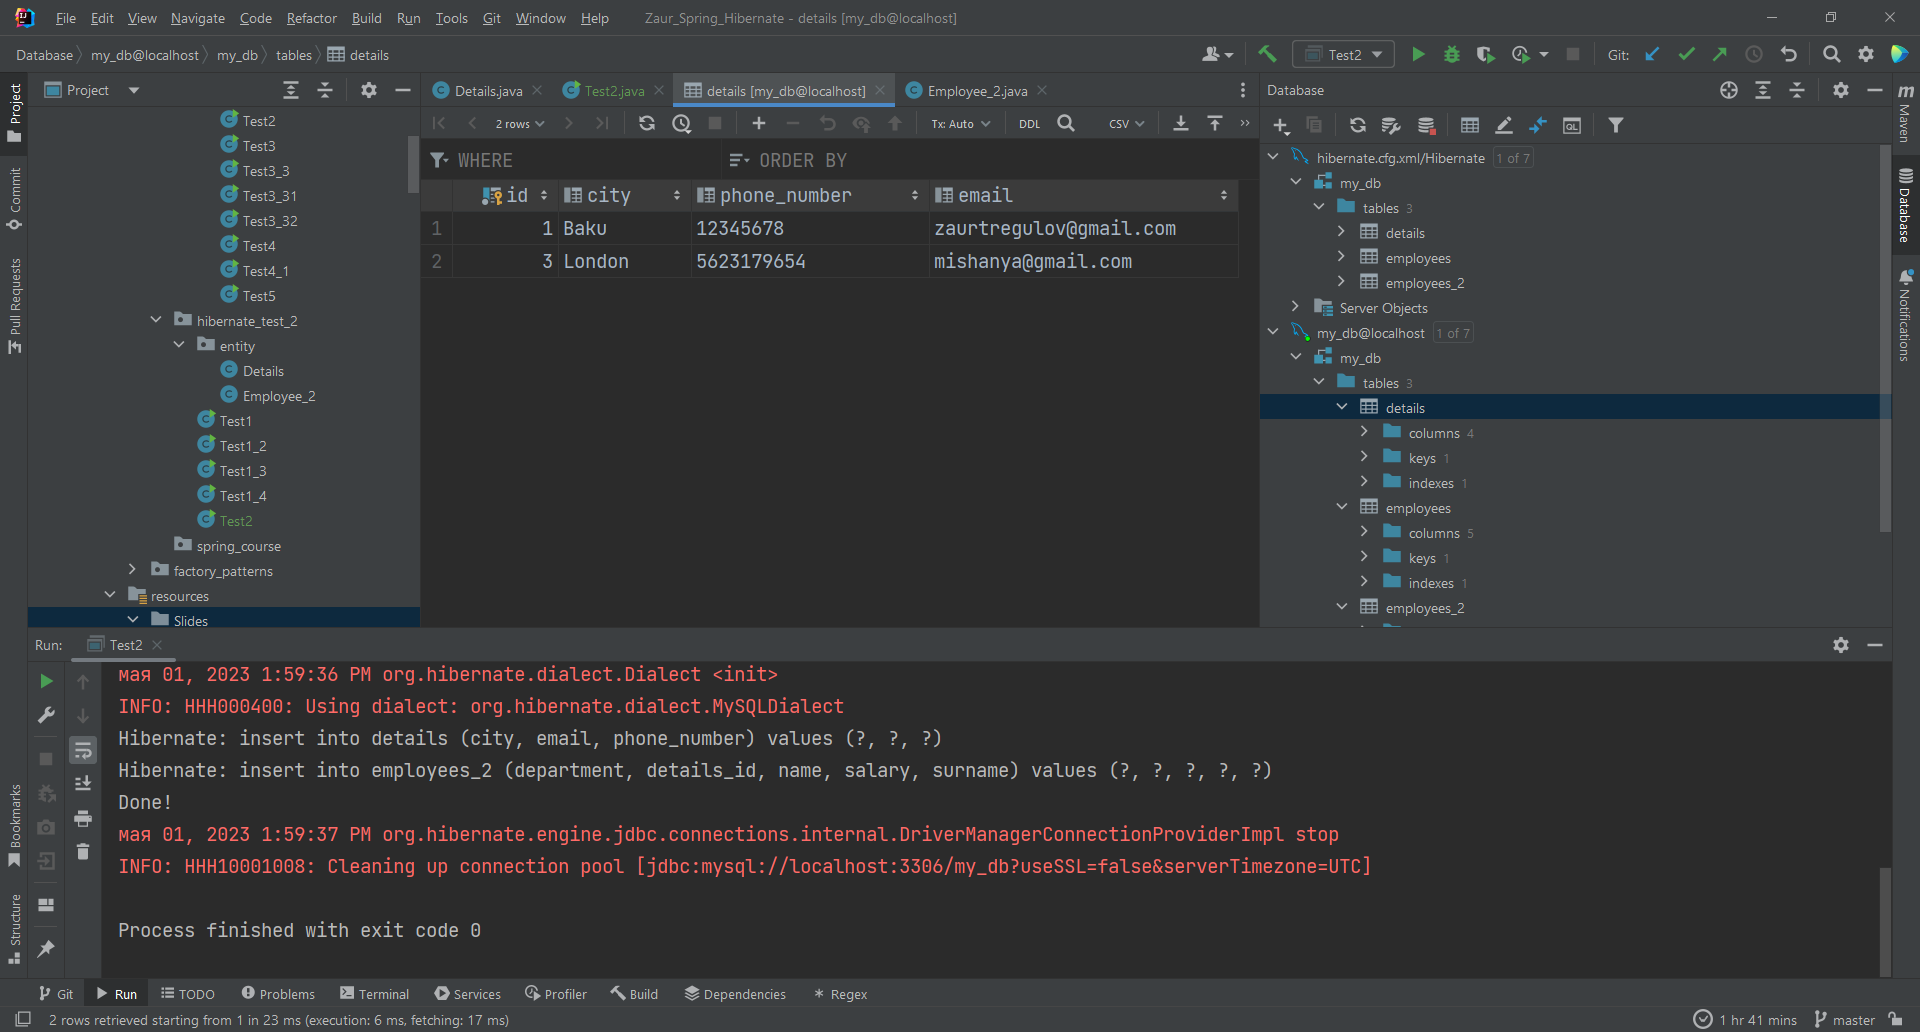 File Edit View Navigate Code Refactor Build Run Tools Git Window Help Zaur_Spring_Hibernate - details [my_db@localhost]
Database my_db@localhost my_db tables details Test2 Git:
Project
Details.java Test2.java details [my_db@localhost] Employee_2.java
Database
2 rows Tx: Auto DDL CSV
WHERE ORDER BY
id city phone_number email
1 1 Baku 12345678 zaurtregulov@gmail.com
2 3 London 5623179654 mishanya@gmail.com
Test2
Test3
Test3_3
Test3_31
Test3_32
Test4
Test4_1
Test5
hibernate_test_2
entity
Details
Employee_2
Test1
Test1_2
Test1_3
Test1_4
Test2
spring_course
factory_patterns
resources
Slides
hibernate.cfg.xml/Hibernate 1 of 7
my_db
tables 3
details
employees
employees_2
Server Objects
my_db@localhost 1 of 7
my_db
tables 3
details
columns 4
keys 1
indexes 1
employees
columns 5
keys 1
indexes 1
employees_2
Project
Commit
Pull Requests
Bookmarks
Structure
Maven
Database
Notifications
Run: Test2
мая 01, 2023 1:59:36 PM org.hibernate.dialect.Dialect <init>
INFO: HHH000400: Using dialect: org.hibernate.dialect.MySQLDialect
Hibernate: insert into details (city, email, phone_number) values (?, ?, ?)
Hibernate: insert into employees_2 (department, details_id, name, salary, surname) values (?, ?, ?, ?, ?)
Done!
мая 01, 2023 1:59:37 PM org.hibernate.engine.jdbc.connections.internal.DriverManagerConnectionProviderImpl stop
INFO: HHH10001008: Cleaning up connection pool [jdbc:mysql://localhost:3306/my_db?useSSL=false&serverTimezone=UTC]
Process finished with exit code 0
Git Run TODO Problems Terminal Services Profiler Build Dependencies Regex
2 rows retrieved starting from 1 in 23 ms (execution: 6 ms, fetching: 17 ms) 1 hr 41 mins master